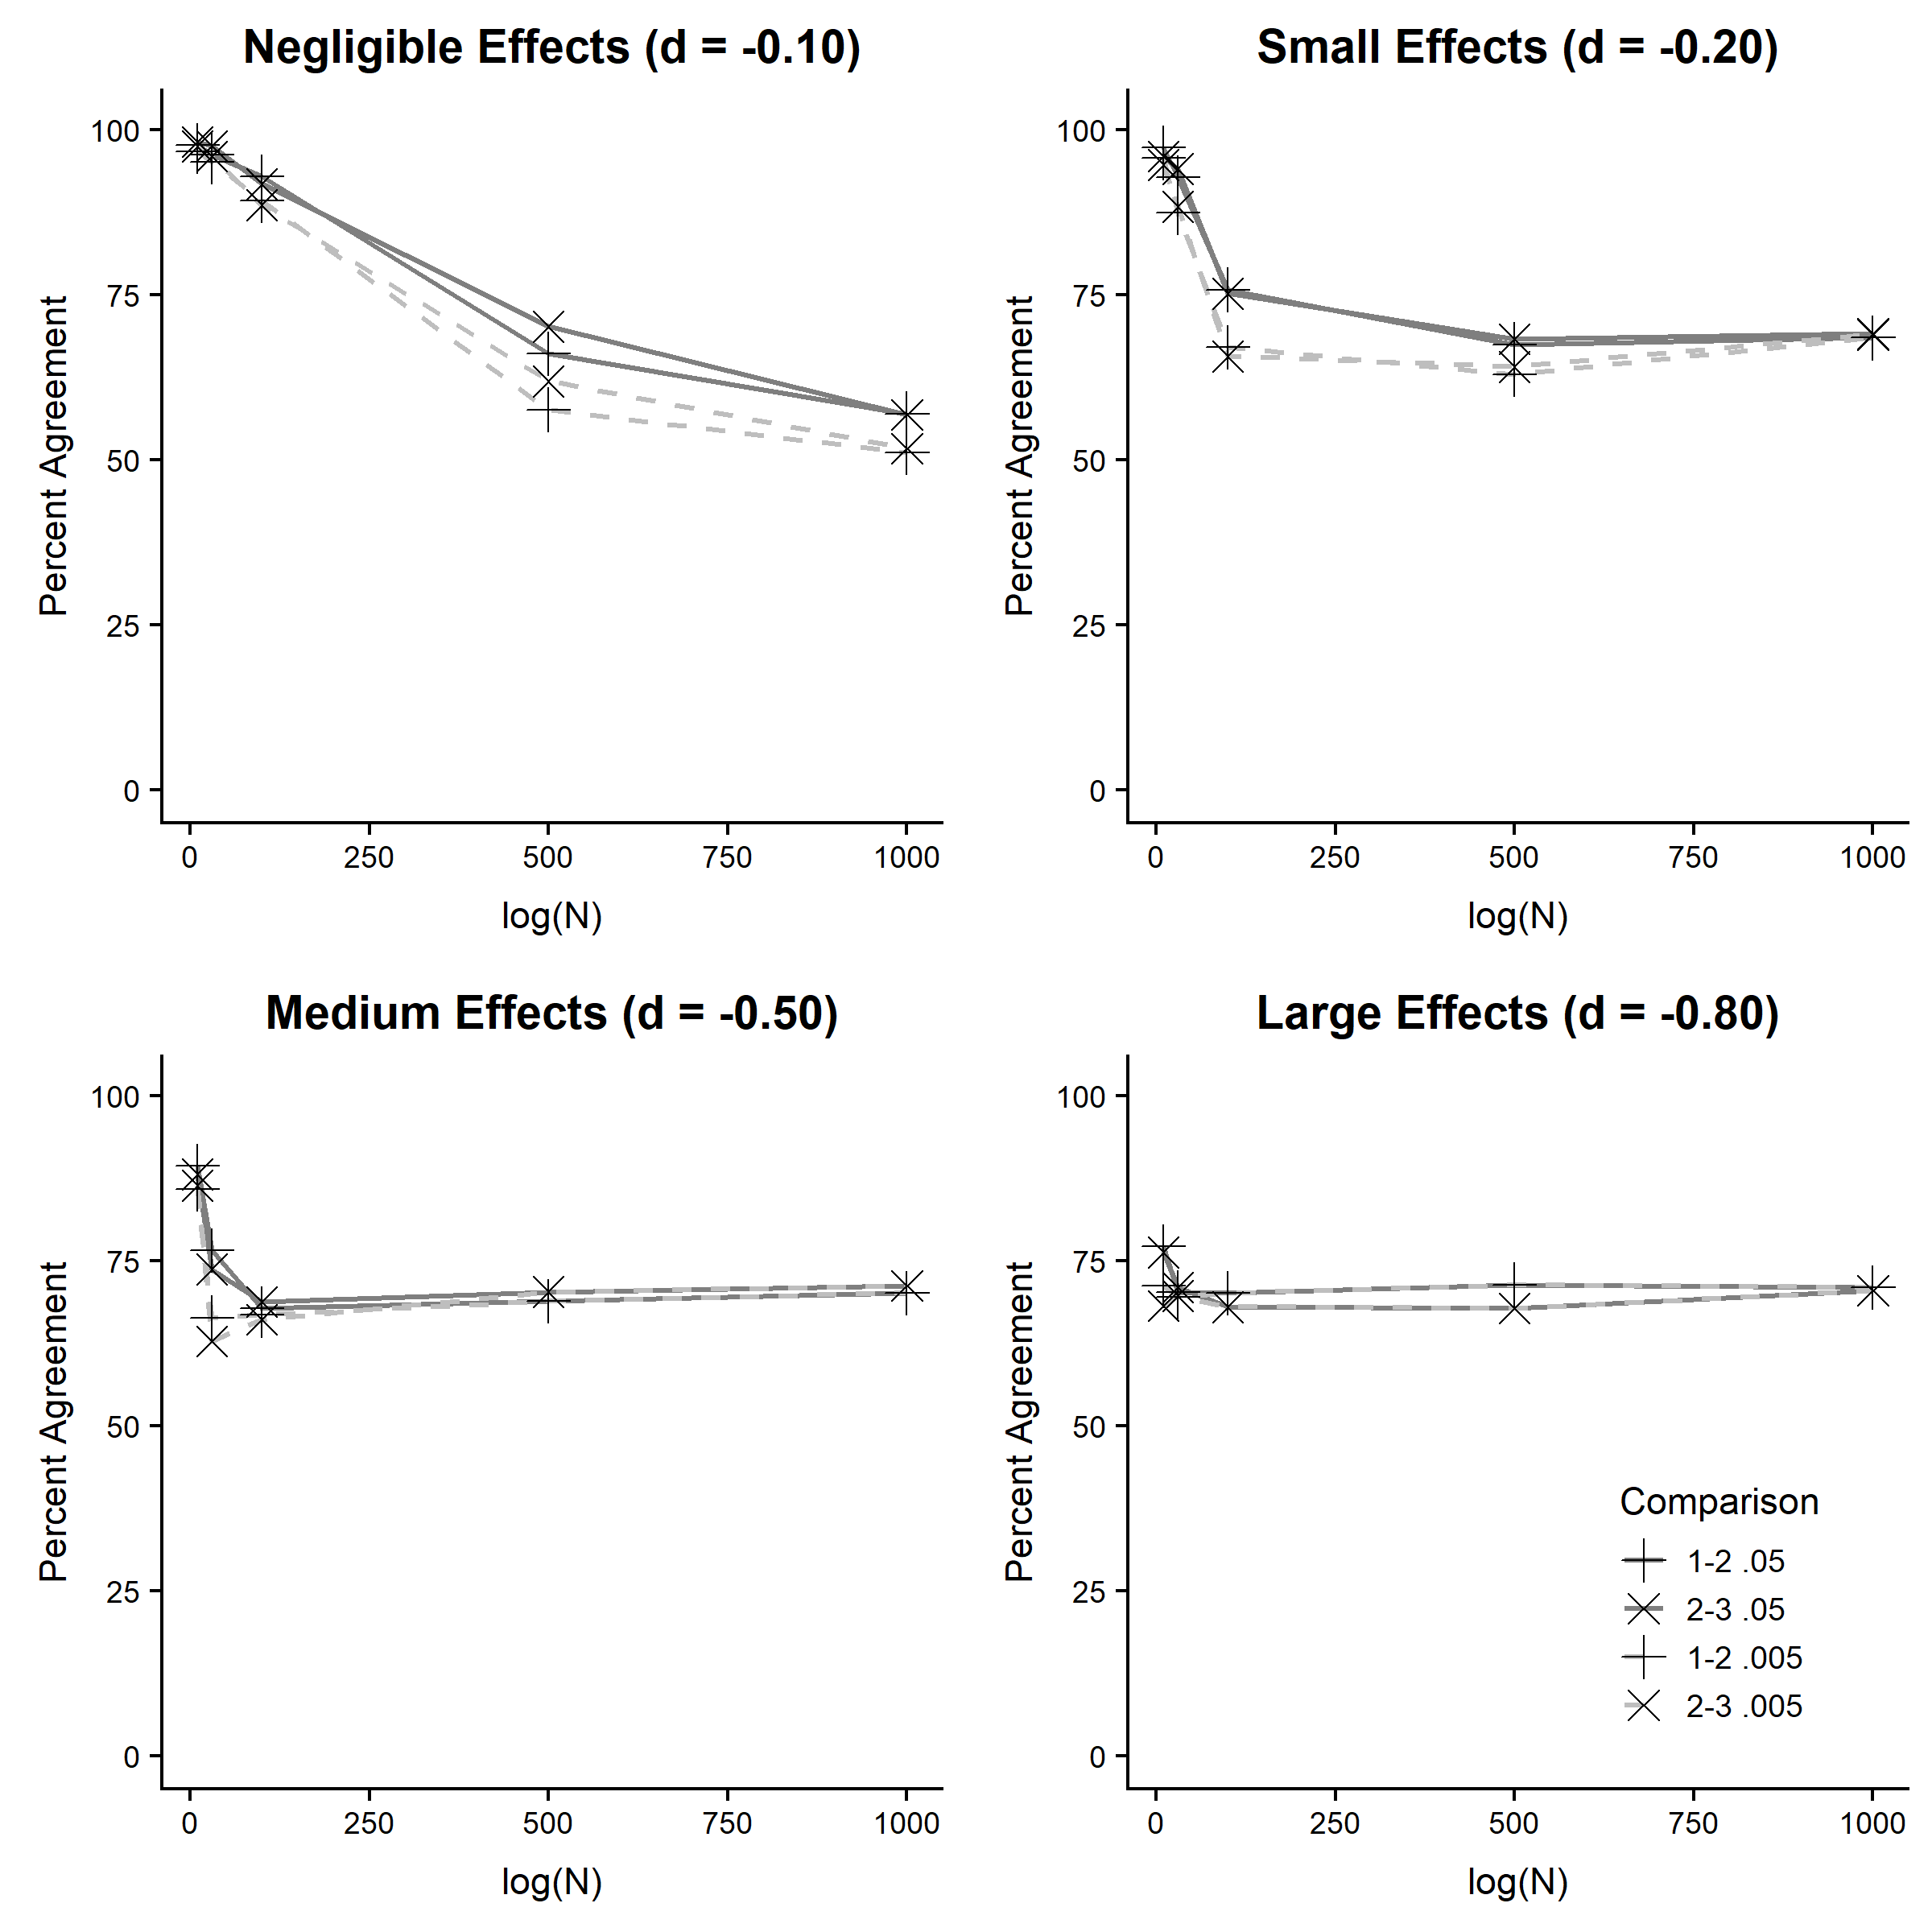 Negligible Effects (d = -0.10)
100
75
50
25
0
Percent Agreement
0 250 500 750 1000
log(N)
Small Effects (d = -0.20)
100
75
50
25
0
Percent Agreement
0 250 500 750 1000
log(N)
Medium Effects (d = -0.50)
100
75
50
25
0
Percent Agreement
0 250 500 750 1000
log(N)
Large Effects (d = -0.80)
100
75
50
25
0
Percent Agreement
0 250 500 750 1000
log(N)
Comparison
1-2 .05
2-3 .05
1-2 .005
2-3 .005